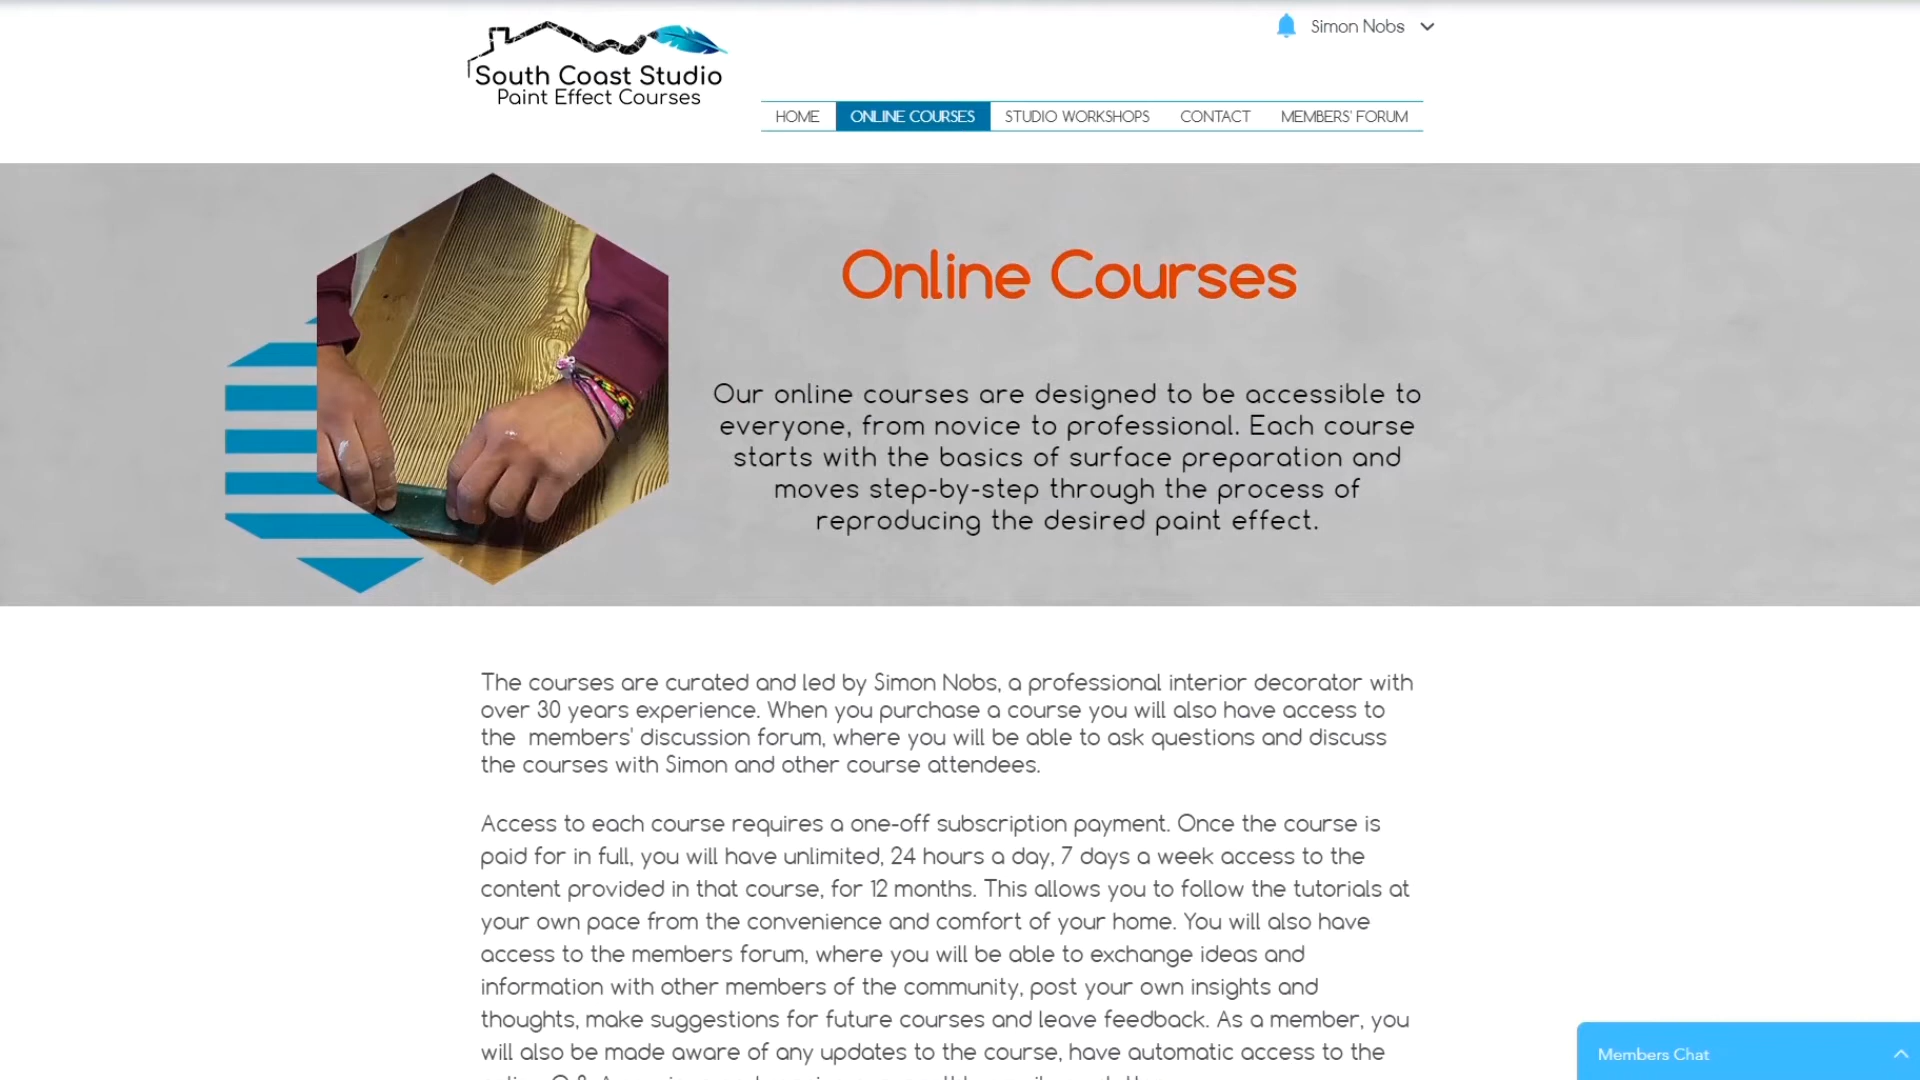 South Coast Studio
Paint Effect Courses
Simon Nobs
HOME
ONLINE COURSES
STUDIO WORKSHOPS
CONTACT
MEMBERS' FORUM
Online Courses
Our online courses are designed to be accessible to
everyone, from novice to professional. Each course
starts with the basics of surface preparation and
moves step-by-step through the process of
reproducing the desired paint effect.
The courses are curated and led by Simon Nobs, a professional interior decorator with
over 30 years experience. When you purchase a course you will also have access to
the  members' discussion forum, where you will be able to ask questions and discuss
the courses with Simon and other course attendees.
Access to each course requires a one-off subscription payment. Once the course is
paid for in full, you will have unlimited, 24 hours a day, 7 days a week access to the
content provided in that course, for 12 months. This allows you to follow the tutorials at
your own pace from the convenience and comfort of your home. You will also have
access to the members forum, where you will be able to exchange ideas and
information with other members of the community, post your own insights and
thoughts, make suggestions for future courses and leave feedback. As a member, you
will also be made aware of any updates to the course, have automatic access to the
Members Chat